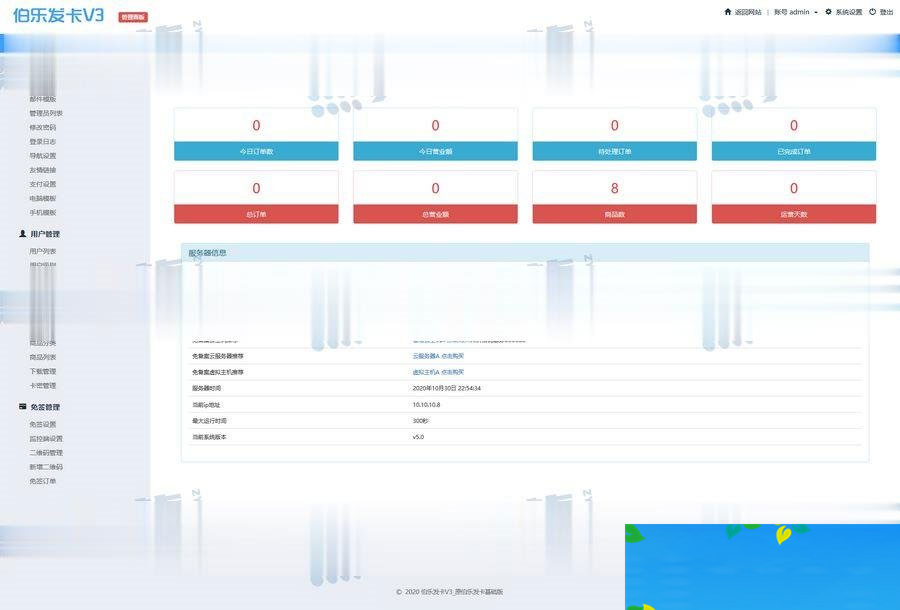 伯乐发卡V3
管理面板
返回网站 | 账号 admin 系统设置 登出
邮件模版
管理员列表
修改密码
登录日志
导航设置
友情链接
支付设置
电脑模板
手机模板
用户管理
用户列表
商品分类
商品列表
下载管理
卡密管理
免签管理
免签设置
监控端设置
二维码管理
新增二维码
免签订单
0 0 0 0
今日订单数 今日营业额 待处理订单 已完成订单
0 0 8 0
总订单 总营业额 商品数 运营天数
服务器信息
免备案云服务器推荐 云服务器A 点击购买
免备案虚拟主机推荐 虚拟主机A 点击购买
服务器时间 2020年10月30日 22:54:34
当前ip地址 10.10.10.8
最大运行时间 300秒
当前系统版本 v5.0
© 2020 伯乐发卡V3_原伯乐发卡基础版